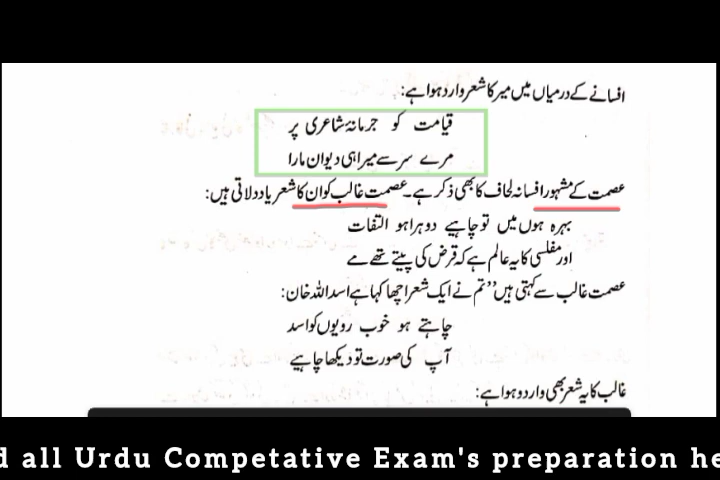 افسانے کے درمیان میں میر کا شعر وارد ہوا ہے:
قیامت کو جرمانۂ شاعری پر
مرے سر سے میرا ہی دیوان مارا
عصمت کے مشہور افسانہ لحاف کا بھی ذکر ہے۔ عصمت غالب کو ان کا شعر یاد دلاتی ہیں:
بہرہ ہوں میں تو چاہیے دوہرا ہو التفات
اور مفلسی کا یہ عالم ہے کہ قرض کی پیتے تھے مے
عصمت غالب سے کہتی ہیں ”تم نے ایک شعر اچھا کہا ہے اسد اللہ خان:
چاہتے ہو خوب رویوں کو اسد
آپ کی صورت تو دیکھا چاہیے
غالب کا یہ شعر بھی وارد ہوا ہے:
d all Urdu Competative Exam's preparation he